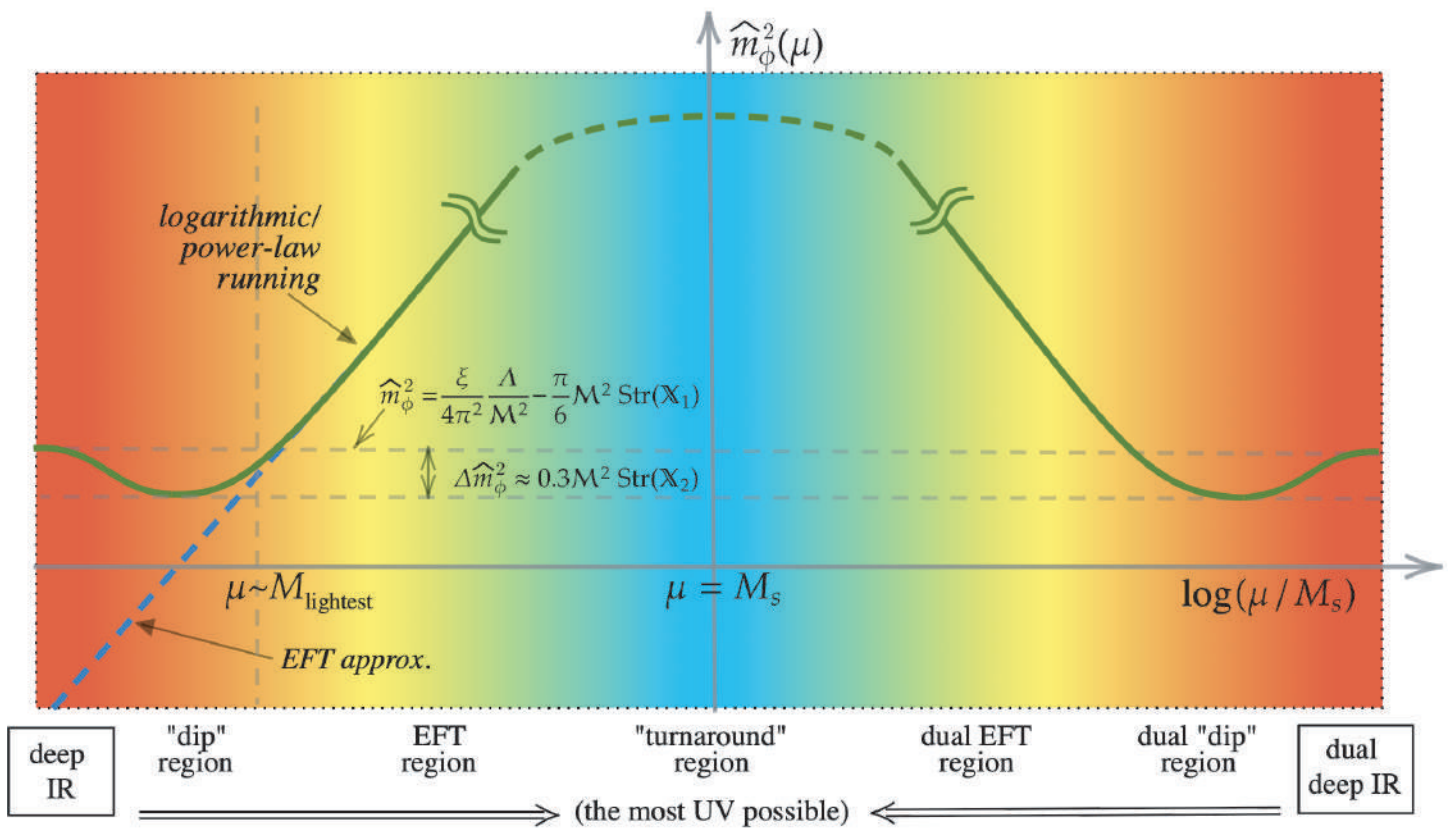 m̂²_ϕ(μ)
logarithmic/
power-law
running
m̂²_ϕ = ξ/4π² Λ/M² − π/6 M² Str(𝕏₁)
Δm̂²_ϕ ≈ 0.3M² Str(𝕏₂)
μ~M_lightest
μ = M_s
log(μ/M_s)
EFT approx.
deep
IR
"dip"
region
EFT
region
"turnaround"
region
dual EFT
region
dual "dip"
region
dual
deep IR
(the most UV possible)